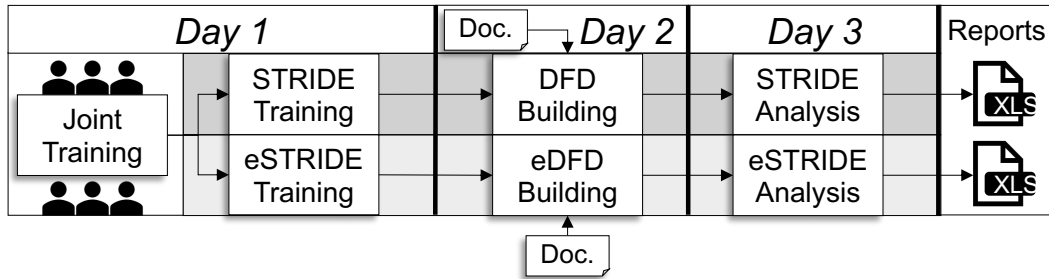 Day 1
Doc.
Day 2
Day 3
Reports
Joint
Training
STRIDE
Training
DFD
Building
STRIDE
Analysis
XLS
eSTRIDE
Training
eDFD
Building
eSTRIDE
Analysis
XLS
Doc.